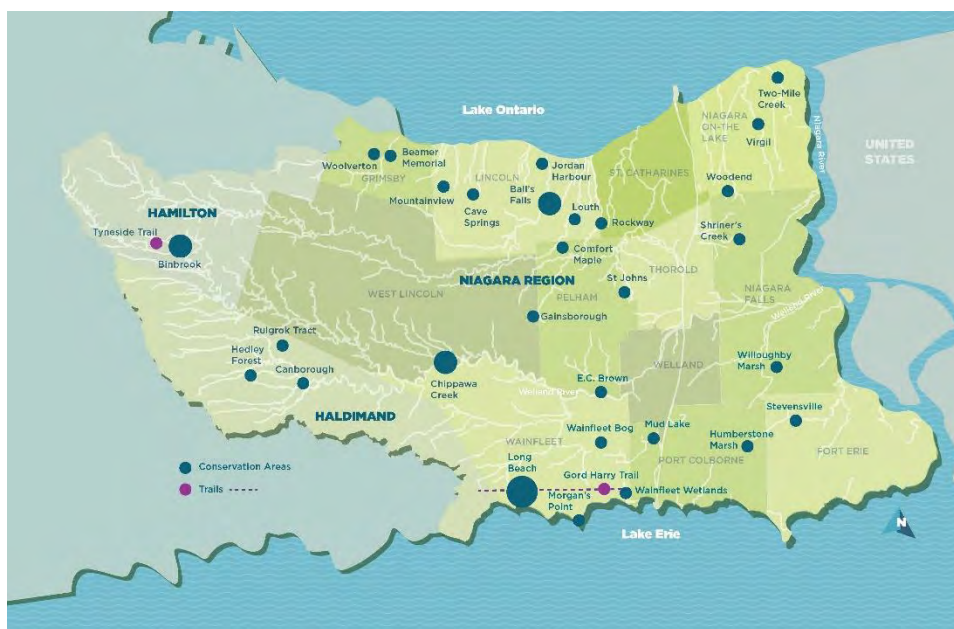 Lake Ontario
Two-Mile
Creek
NIAGARA
ON-THE
LAKE
Virgil
Niagara River
UNITED
STATES
Woolverton
Beamer
Memorial
GRIMSBY
LINCOLN
Jordan
Harbour
ST. CATHARINES
Mountainview
Cave
Springs
Ball's
Falls
Louth
Rockway
Woodend
Shriner's
Creek
HAMILTON
Tyneside Trail
Binbrook
Comfort
Maple
NIAGARA REGION
St Johns
THOROLD
WEST LINCOLN
PELHAM
NIAGARA
FALLS
Gainsborough
Welland River
Ruigrok Tract
Hedley
Forest
Canborough
Chippawa
Creek
WELLAND
Willoughby
Marsh
E.C. Brown
Welland River
HALDIMAND
Stevensville
WAINFLEET
Wainfleet Bog
Mud Lake
Humberstone
Marsh
FORT ERIE
PORT COLBORNE
Long
Beach
Gord Harry Trail
Morgan's
Point
Wainfleet Wetlands
Conservation Areas
Trails
Lake Erie
N